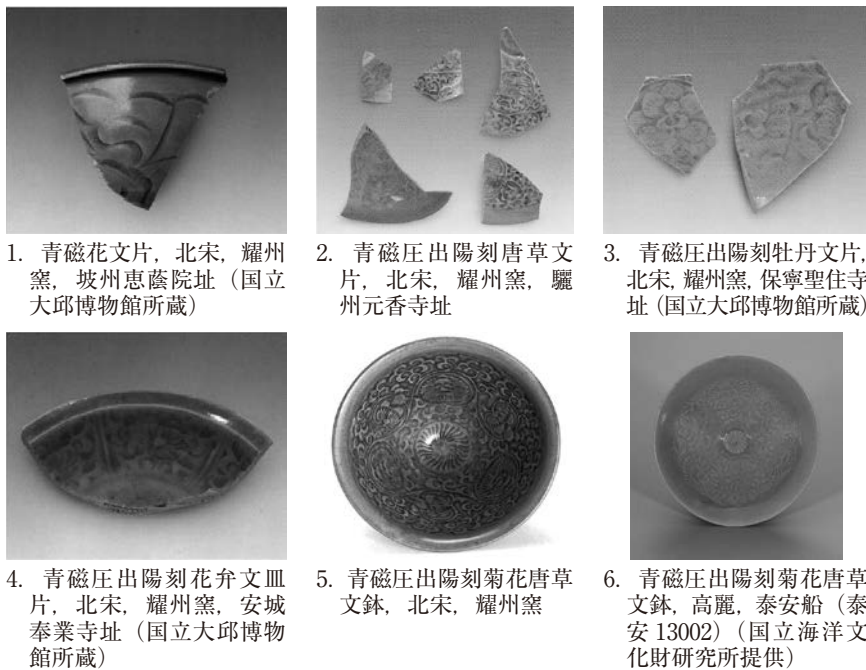 1. 青磁花文片，北宋，耀州
窯，坡州恵蔭院址（国立
大邱博物館所蔵）
2. 青磁圧出陽刻唐草文
片，北宋，耀州窯，驪
州元香寺址
3. 青磁圧出陽刻牡丹文片，
北宋，耀州窯，保寧聖住寺
址（国立大邱博物館所蔵）
4. 青磁圧出陽刻花弁文皿
片，北宋，耀州窯，安城
奉業寺址（国立大邱博物
館所蔵）
5. 青磁圧出陽刻菊花唐草
文鉢，北宋，耀州窯
6. 青磁圧出陽刻菊花唐草
文鉢，高麗，泰安船（泰
安 13002）（国立海洋文
化財研究所提供）